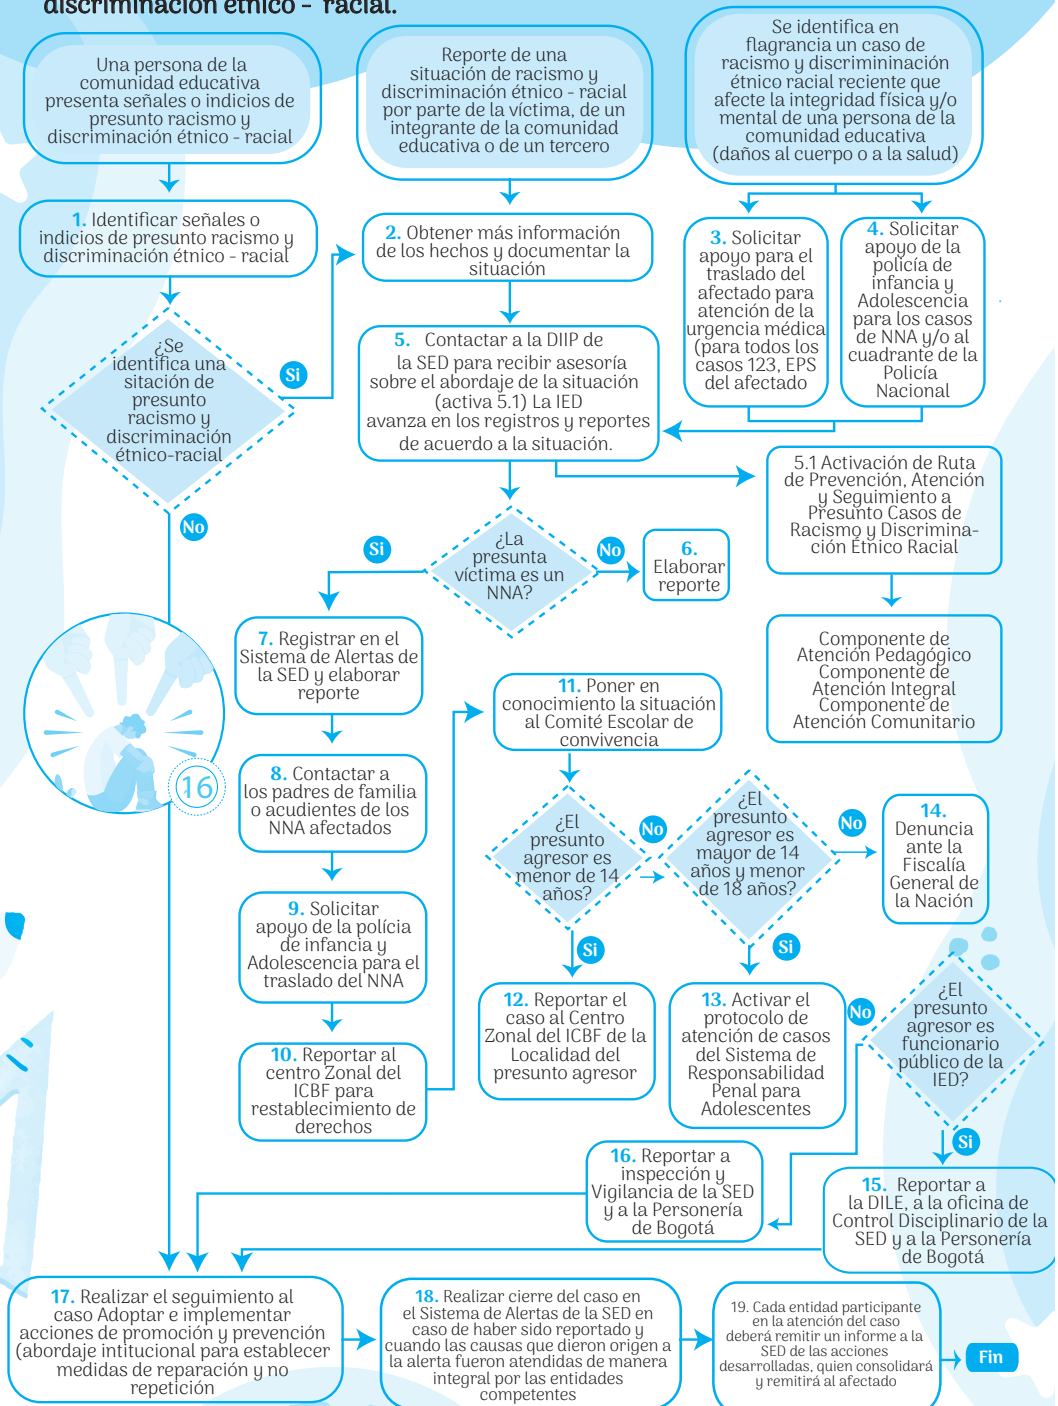 discriminación étnico - racial.
Una persona de la
comunidad educativa
presenta señales o indicios de
presunto racismo y
discriminación étnico - racial
Reporte de una
situación de racismo y
discriminación étnico - racial
por parte de la víctima, de un
integrante de la comunidad
educativa o de un tercero
Se identifica en
flagrancia un caso de
racismo y discrimininación
étnico racial reciente que
afecte la integridad física y/o
mental de una persona de la
comunidad educativa
(daños al cuerpo o a la salud)
1. Identificar señales o
indicios de presunto racismo y
discriminación étnico - racial
2. Obtener más información
de los hechos y documentar la
situación
3. Solicitar
apoyo para el
traslado del
afectado para
atención de la
urgencia médica
(para todos los
casos 123, EPS
del afectado
4. Solicitar
apoyo de la
policía de
infancia y
Adolescencia
para los casos
de NNA y/o al
cuadrante de la
Policía
Nacional
¿Se
identifica una
sitación de
presunto
racismo y
discriminación
étnico-racial
Si
No
5. Contactar a la DIIP de
la SED para recibir asesoría
sobre el abordaje de la situación
(activa 5.1) La IED
avanza en los registros y reportes
de acuerdo a la situación.
5.1 Activación de Ruta
de Prevención, Atención
y Seguimiento a
Presunto Casos de
Racismo y Discrimina-
ción Étnico Racial
¿La
presunta
víctima es un
NNA?
Si
No
6.
Elaborar
reporte
Componente de
Atención Pedagógico
Componente de
Atención Integral
Componente de
Atención Comunitario
7. Registrar en el
Sistema de Alertas de
la SED y elaborar
reporte
8. Contactar a
los padres de familia
o acudientes de los
NNA afectados
9. Solicitar
apoyo de la polícia
de infancia y
Adolescencia para el
traslado del NNA
10. Reportar al
centro Zonal del
ICBF para
restablecimiento de
derechos
16
11. Poner en
conocimiento la situación
al Comité Escolar de
convivencia
¿El
presunto
agresor es
menor de 14
años?
No
Si
¿El
presunto
agresor es
mayor de 14
años y menor
de 18 años?
No
Si
14.
Denuncia
ante la
Fiscalía
General de
la Nación
12. Reportar el
caso al Centro
Zonal del ICBF de la
Localidad del
presunto agresor
13. Activar el
protocolo de
atención de casos
del Sistema de
Responsabilidad
Penal para
Adolescentes
¿El
presunto
agresor es
funcionario
público de la
IED?
No
Si
16. Reportar a
inspección y
Vigilancia de la SED
y a la Personería
de Bogotá
15. Reportar a
la DILE, a la oficina de
Control Disciplinario de la
SED y a la Personería
de Bogotá
17. Realizar el seguimiento al
caso Adoptar e implementar
acciones de promoción y prevención
(abordaje intitucional para establecer
medidas de reparación y no
repetición
18. Realizar cierre del caso en
el Sistema de Alertas de la SED en
caso de haber sido reportado y
cuando las causas que dieron origen a
la alerta fueron atendidas de manera
integral por las entidades
competentes
19. Cada entidad participante
en la atención del caso
deberá remitir un informe a la
SED de las acciones
desarrolladas, quien consolidará
y remitirá al afectado
Fin